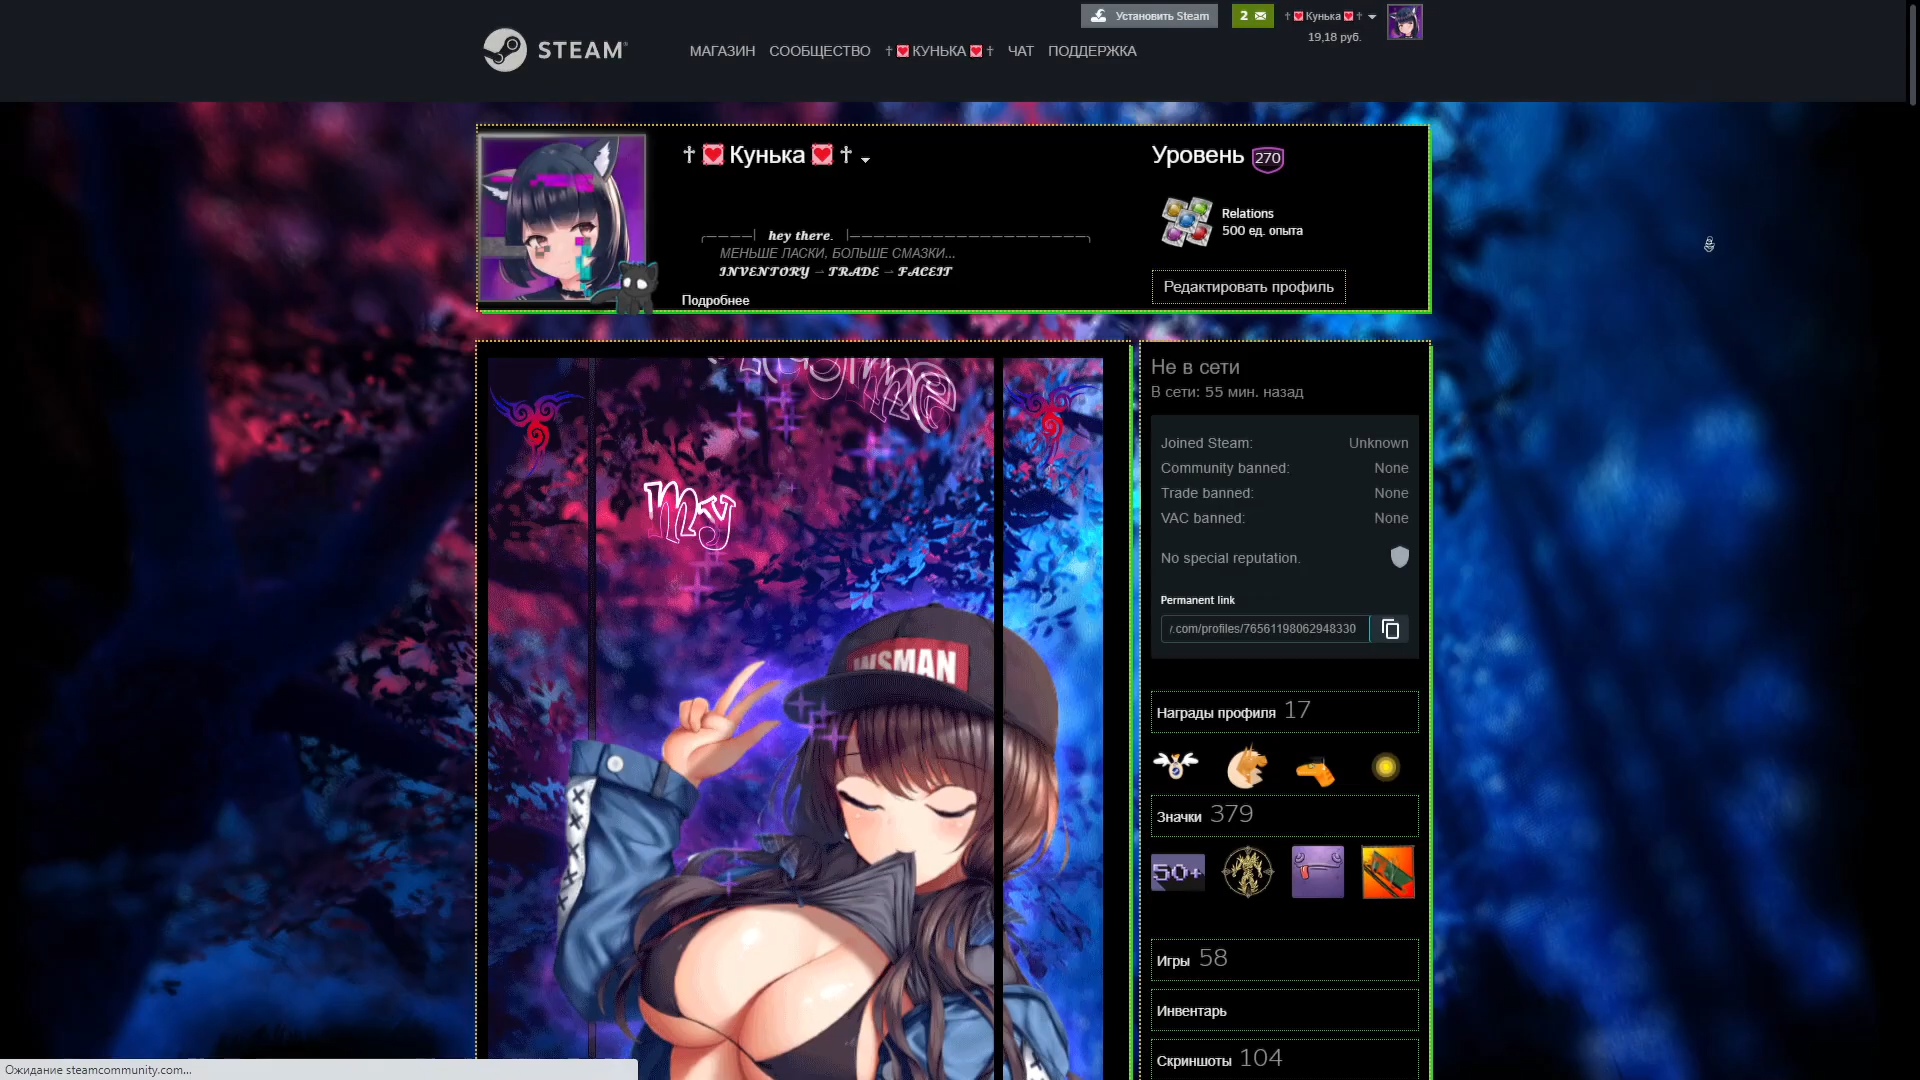 Установить Steam
2
† 💟 Кунька 💟 †
19,18 руб.
STEAM
МАГАЗИН СООБЩЕСТВО † 💟 КУНЬКА 💟 † ЧАТ ПОДДЕРЖКА
† 💟 Кунька 💟 †
hey there.
МЕНЬШЕ ЛАСКИ, БОЛЬШЕ СМАЗКИ...
INVENTORY → TRADE → FACEIT
Подробнее
Уровень 270
Relations
500 ед. опыта
Редактировать профиль
My
WSMAN
Не в сети
В сети: 55 мин. назад
Joined Steam: Unknown
Community banned: None
Trade banned: None
VAC banned: None
No special reputation.
Permanent link
.com/profiles/76561198062948330
Награды профиля 17
Значки 379
50+
Игры 58
Инвентарь
Скриншоты 104
Ожидание steamcommunity.com...